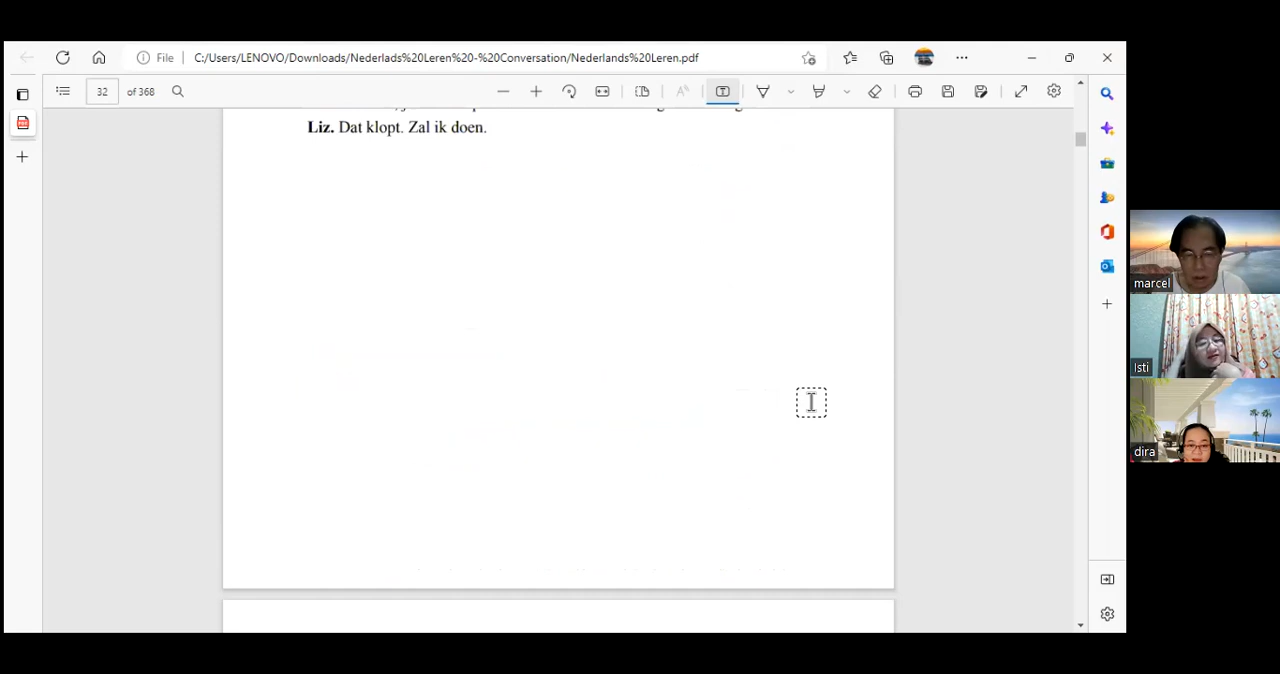 File
C:/Users/LENOVO/Downloads/Nederlads%20Leren%20-%20Conversation/Nederlands%20Leren.pdf
32 of 368
Liz. Dat klopt. Zal ik doen.
marcel
Isti
dira